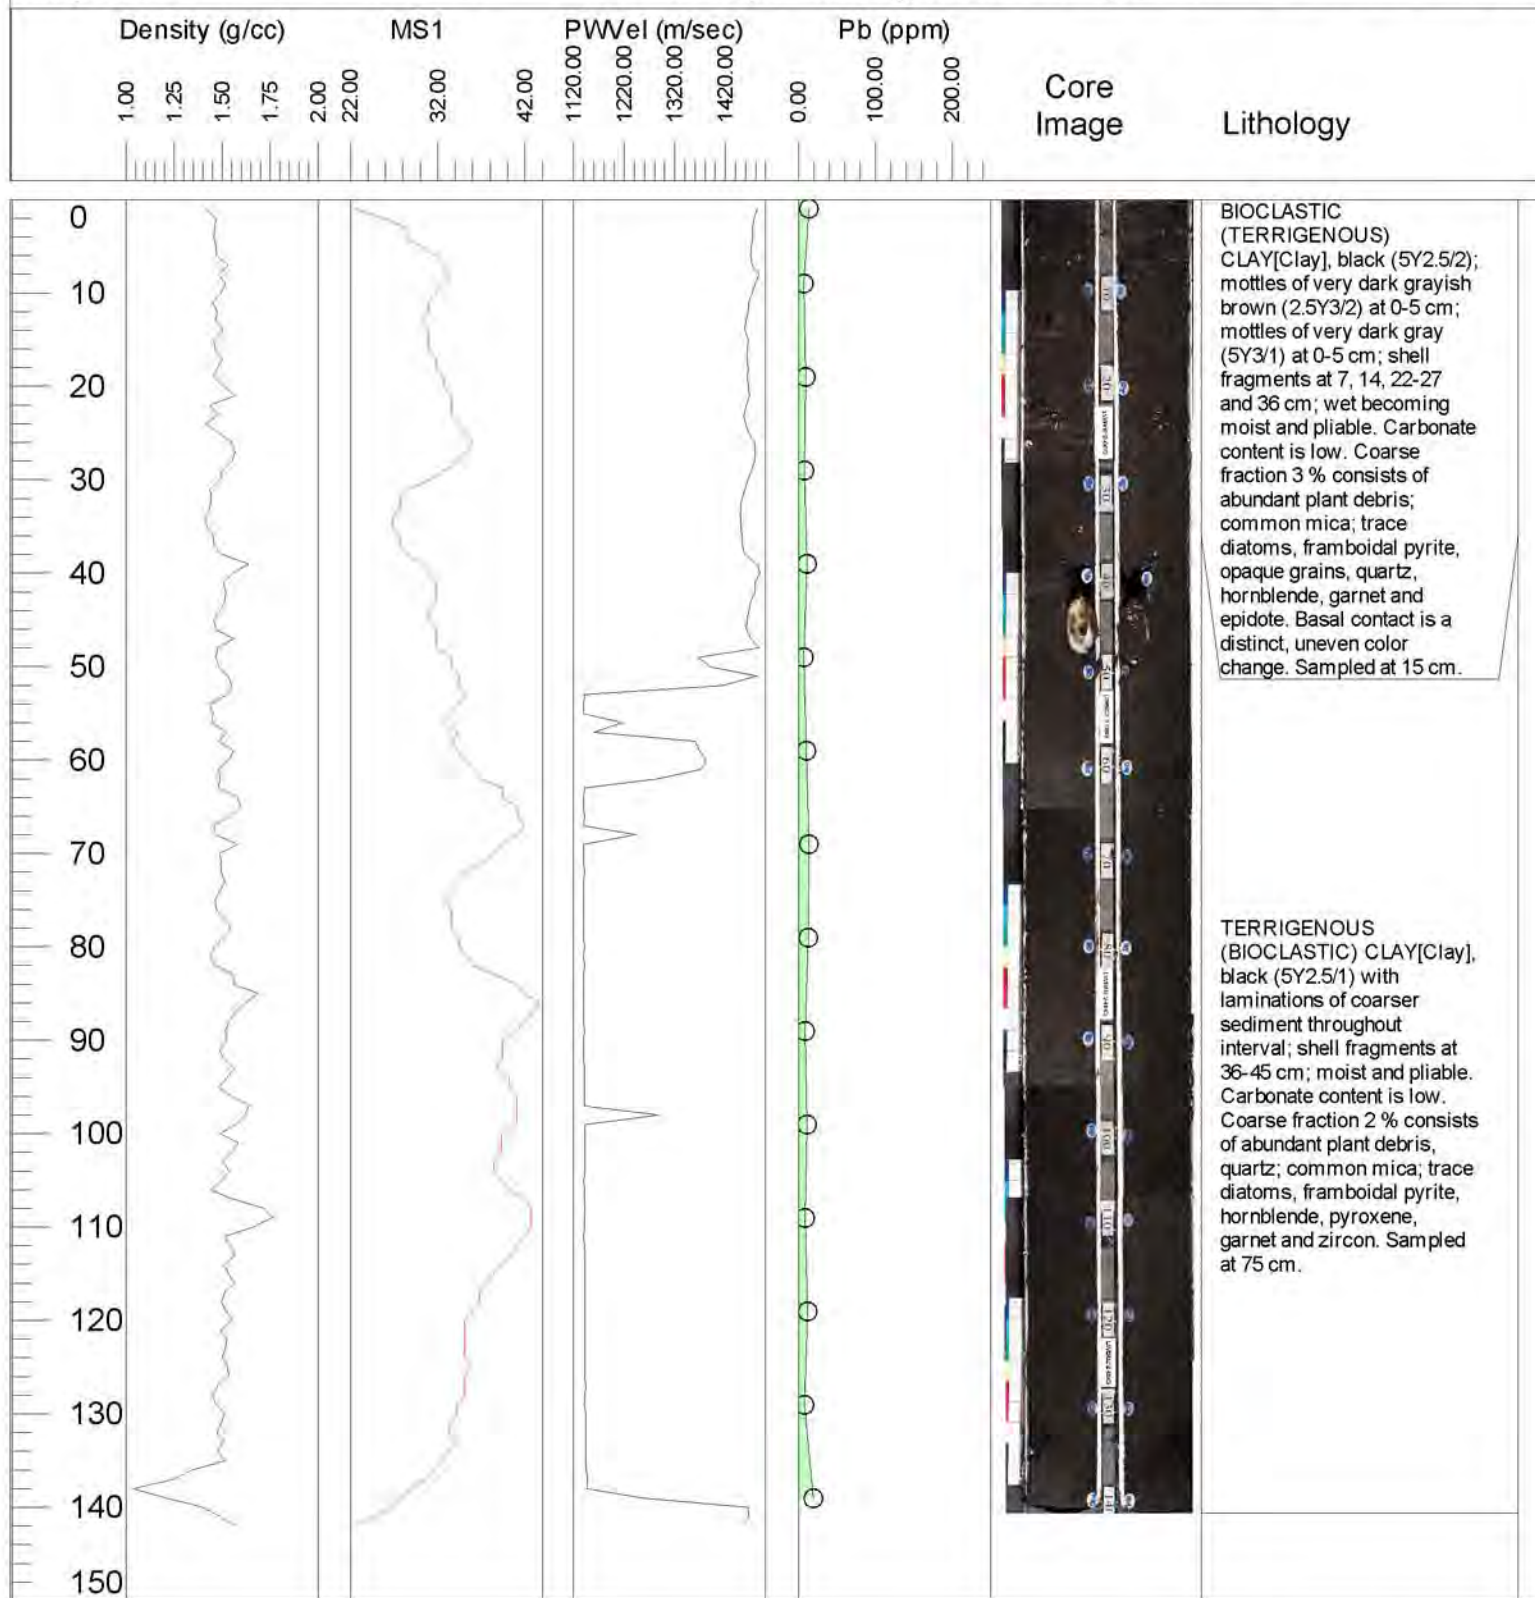 Density (g/cc)
MS1
PWVel (m/sec)
Pb (ppm)
Core
Image
Lithology
1.00
1.25
1.50
1.75
2.00
22.00
32.00
42.00
1120.00
1220.00
1320.00
1420.00
0.00
100.00
200.00
0
10
20
30
40
50
60
70
80
90
100
110
120
130
140
150
BIOCLASTIC
(TERRIGENOUS)
CLAY[Clay], black (5Y2.5/2);
mottles of very dark grayish
brown (2.5Y3/2) at 0-5 cm;
mottles of very dark gray
(5Y3/1) at 0-5 cm; shell
fragments at 7, 14, 22-27
and 36 cm; wet becoming
moist and pliable. Carbonate
content is low. Coarse
fraction 3 % consists of
abundant plant debris;
common mica; trace
diatoms, framboidal pyrite,
opaque grains, quartz,
hornblende, garnet and
epidote. Basal contact is a
distinct, uneven color
change. Sampled at 15 cm.
TERRIGENOUS
(BIOCLASTIC) CLAY[Clay],
black (5Y2.5/1) with
laminations of coarser
sediment throughout
interval; shell fragments at
36-45 cm; moist and pliable.
Carbonate content is low.
Coarse fraction 2 % consists
of abundant plant debris,
quartz; common mica; trace
diatoms, framboidal pyrite,
hornblende, pyroxene,
garnet and zircon. Sampled
at 75 cm.